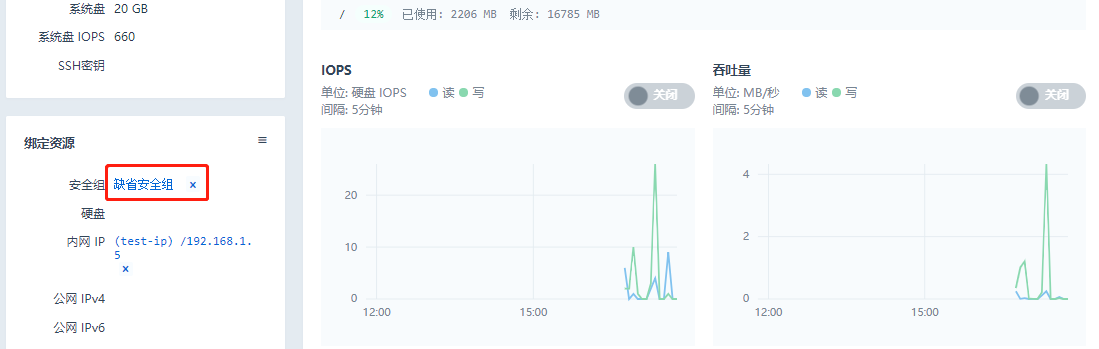 系统盘 20 GB
系统盘 IOPS 660
SSH密钥
绑定资源 ≡
安全组 缺省安全组 ×
硬盘
内网 IP (test-ip) /192.168.1.
5
×
公网 IPv4
公网 IPv6
/ 12% 已使用: 2206 MB 剩余: 16785 MB
IOPS
单位: 硬盘 IOPS 读 写
间隔: 5分钟
关闭
20
10
0
12:00 15:00
吞吐量
单位: MB/秒 读 写
间隔: 5分钟
关闭
4
2
0
12:00 15:00